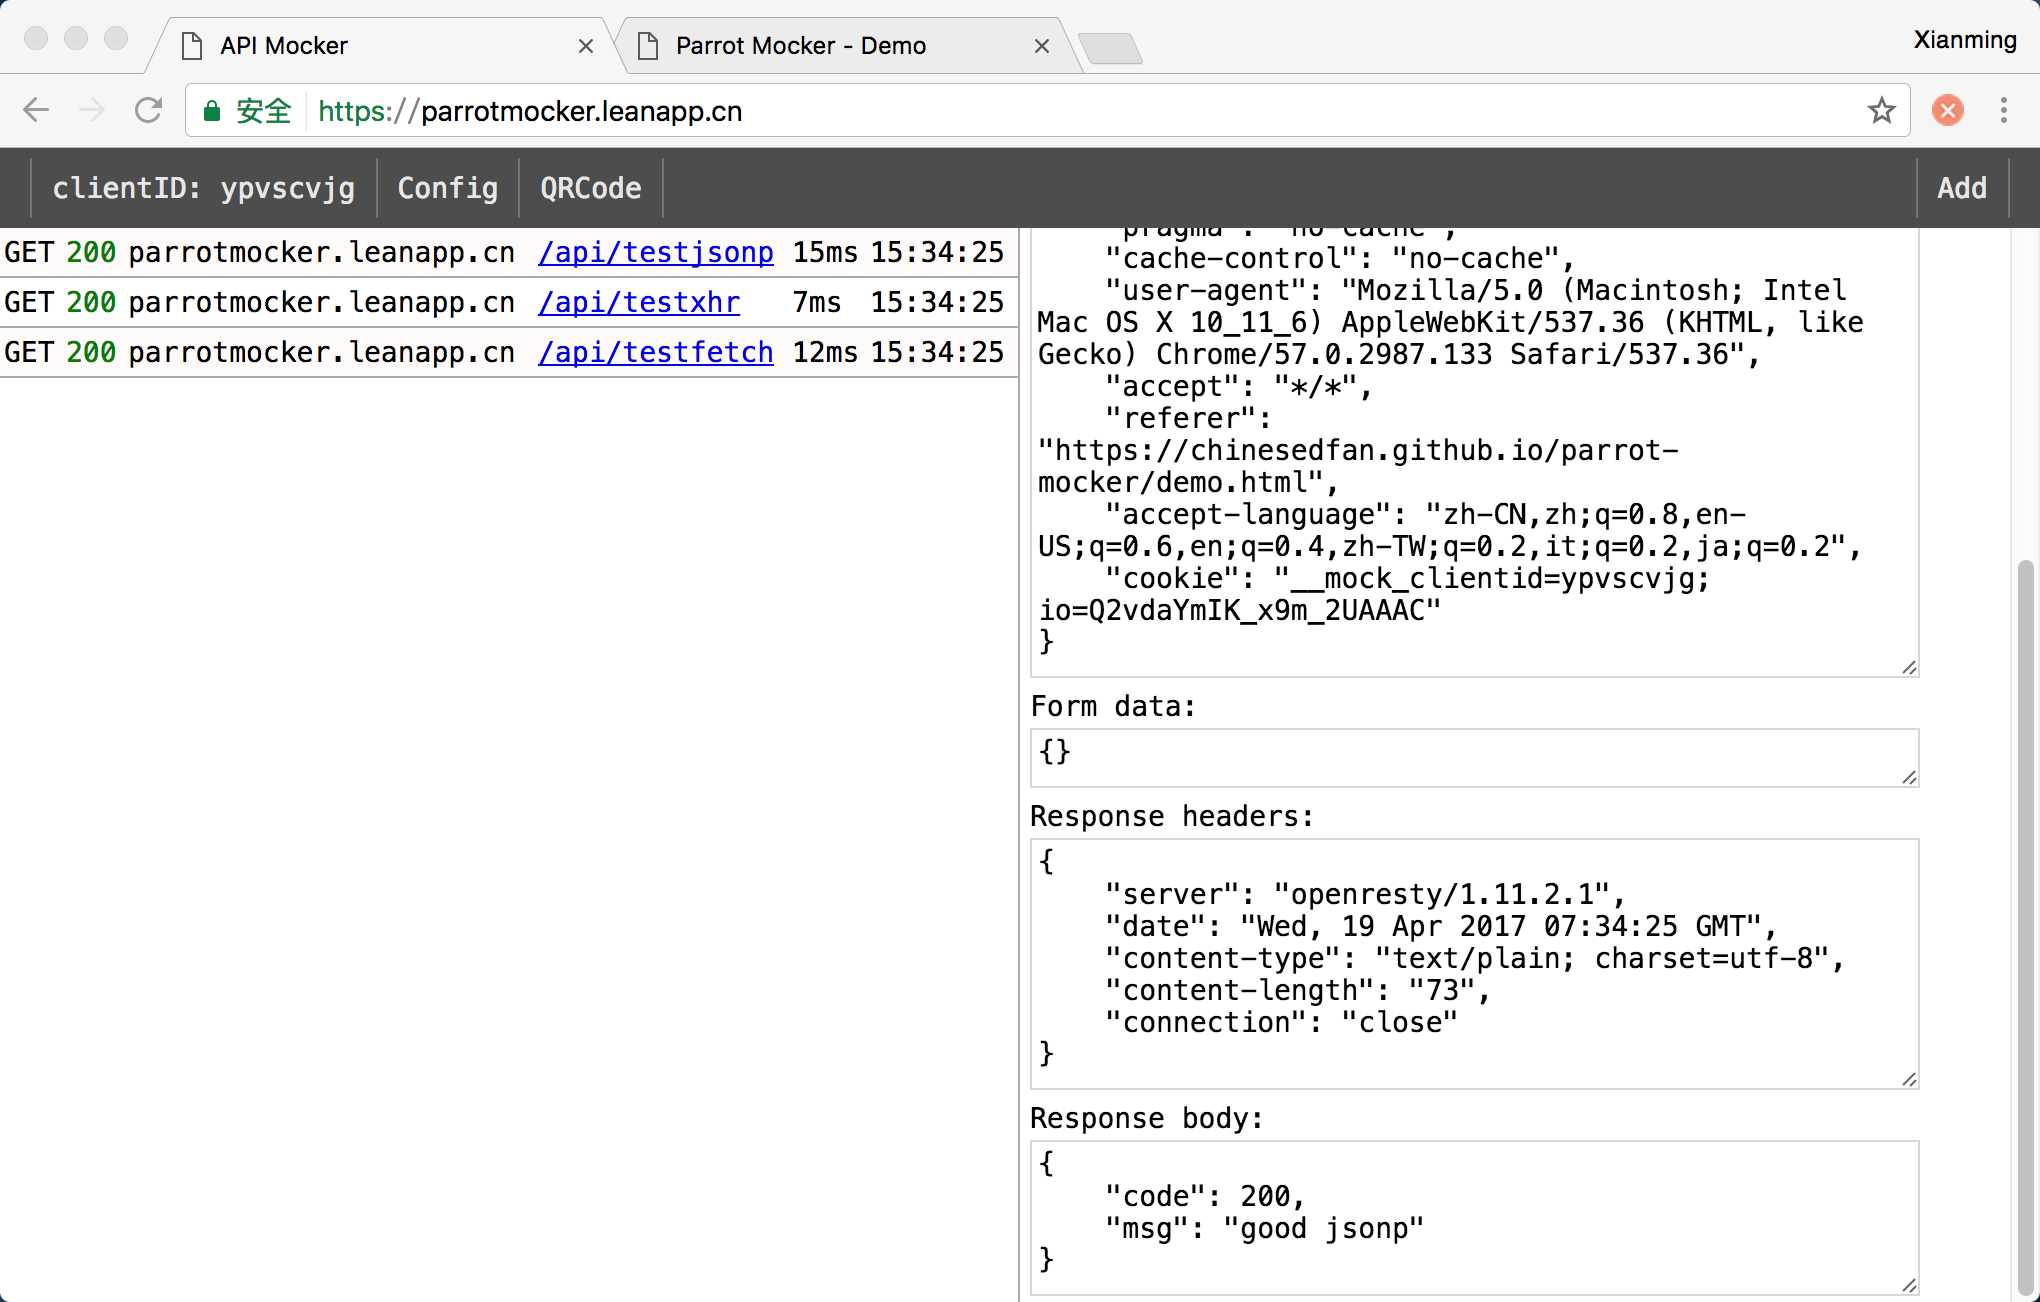 API Mocker
Parrot Mocker - Demo
Xianming
安全 https://parrotmocker.leanapp.cn
clientID: ypvscvjg Config QRCode Add
GET 200 parrotmocker.leanapp.cn /api/testjsonp 15ms 15:34:25
GET 200 parrotmocker.leanapp.cn /api/testxhr 7ms 15:34:25
GET 200 parrotmocker.leanapp.cn /api/testfetch 12ms 15:34:25
"pragma": "no-cache",
"cache-control": "no-cache",
"user-agent": "Mozilla/5.0 (Macintosh; Intel
Mac OS X 10_11_6) AppleWebKit/537.36 (KHTML, like
Gecko) Chrome/57.0.2987.133 Safari/537.36",
"accept": "*/*",
"referer":
"https://chinesedfan.github.io/parrot-
mocker/demo.html",
"accept-language": "zh-CN,zh;q=0.8,en-
US;q=0.6,en;q=0.4,zh-TW;q=0.2,it;q=0.2,ja;q=0.2",
"cookie": "__mock_clientid=ypvscvjg;
io=Q2vdaYmIK_x9m_2UAAAC"
}
Form data:
{}
Response headers:
{
"server": "openresty/1.11.2.1",
"date": "Wed, 19 Apr 2017 07:34:25 GMT",
"content-type": "text/plain; charset=utf-8",
"content-length": "73",
"connection": "close"
}
Response body:
{
"code": 200,
"msg": "good jsonp"
}